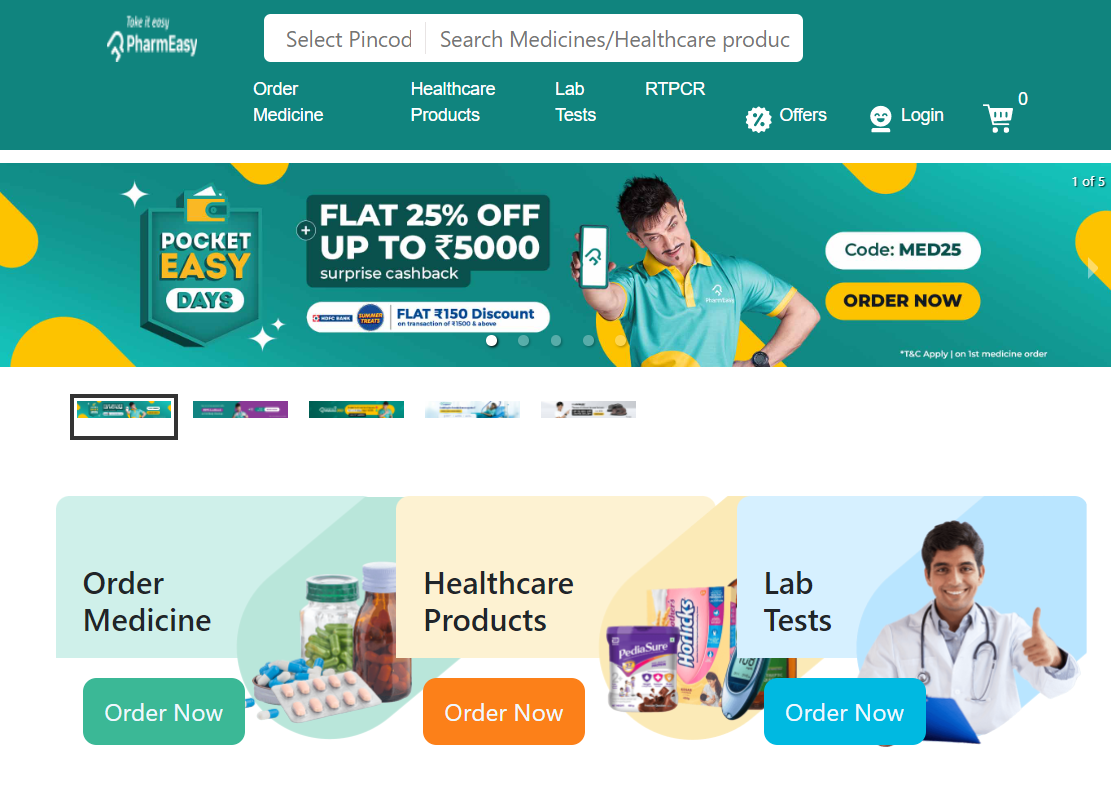 Take it easy
PharmEasy
Select Pincod
Search Medicines/Healthcare produc
Order
Medicine
Healthcare
Products
Lab
Tests
RTPCR
Offers
Login
0
1 of 5
POCKET
EASY
DAYS
FLAT 25% OFF
UP TO ₹5000
surprise cashback
HDFC BANK
SUMMER
TREATS
FLAT ₹150 Discount
on transaction of ₹1500 & above
PharmEasy
Code: MED25
ORDER NOW
*T&C Apply | on 1st medicine order
Order
Medicine
Order Now
Healthcare
Products
PediaSure
Horlicks
Order Now
Lab
Tests
Order Now